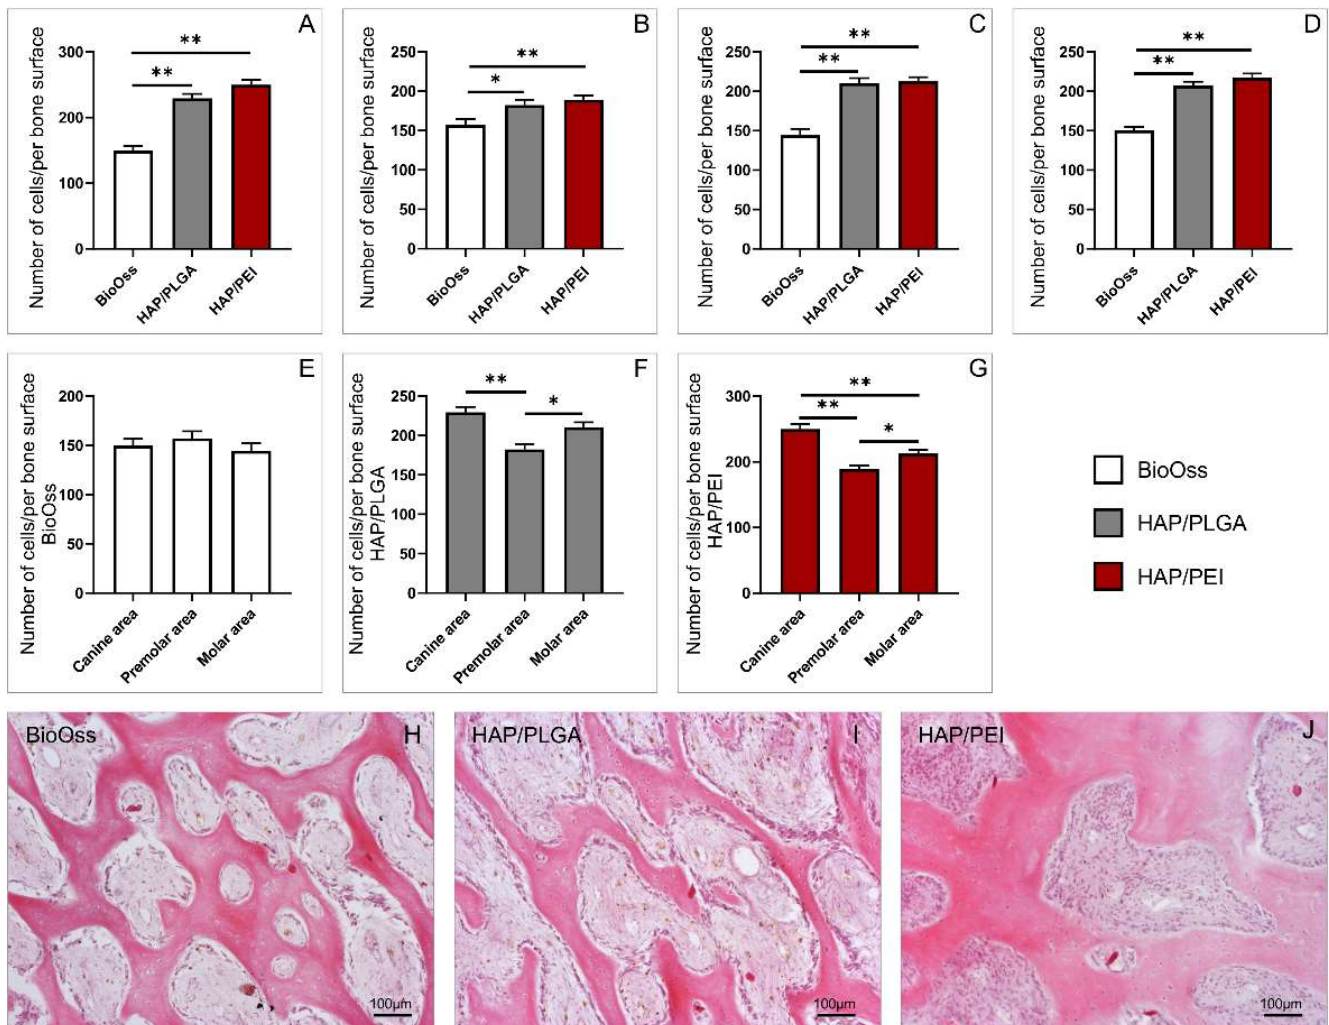 A
Number of cells/per bone surface
300
200
100
0
**
**
BioOss
HAP/PLGA
HAP/PEI
B
Number of cells/per bone surface
250
200
150
100
50
0
**
*
BioOss
HAP/PLGA
HAP/PEI
C
Number of cells/per bone surface
250
200
150
100
50
0
**
**
BioOss
HAP/PLGA
HAP/PEI
D
Number of cells/per bone surface
250
200
150
100
50
0
**
**
BioOss
HAP/PLGA
HAP/PEI
E
Number of cells/per bone surface
BioOss
200
150
100
50
0
Canine area
Premolar area
Molar area
F
Number of cells/per bone surface
HAP/PLGA
250
200
150
100
50
0
**
*
Canine area
Premolar area
Molar area
G
Number of cells/per bone surface
HAP/PEI
300
200
100
0
**
**
*
Canine area
Premolar area
Molar area
BioOss
HAP/PLGA
HAP/PEI
BioOss
H
100μm
HAP/PLGA
I
100μm
HAP/PEI
J
100μm